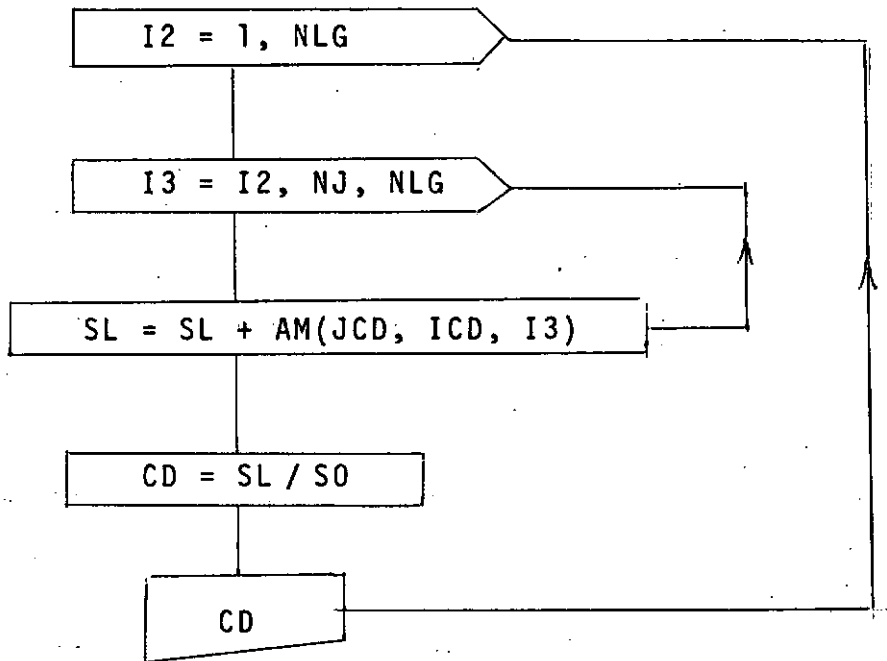 I2 = 1, NLG
I3 = I2, NJ, NLG
SL = SL + AM(JCD, ICD, I3)
CD = SL / SO
CD